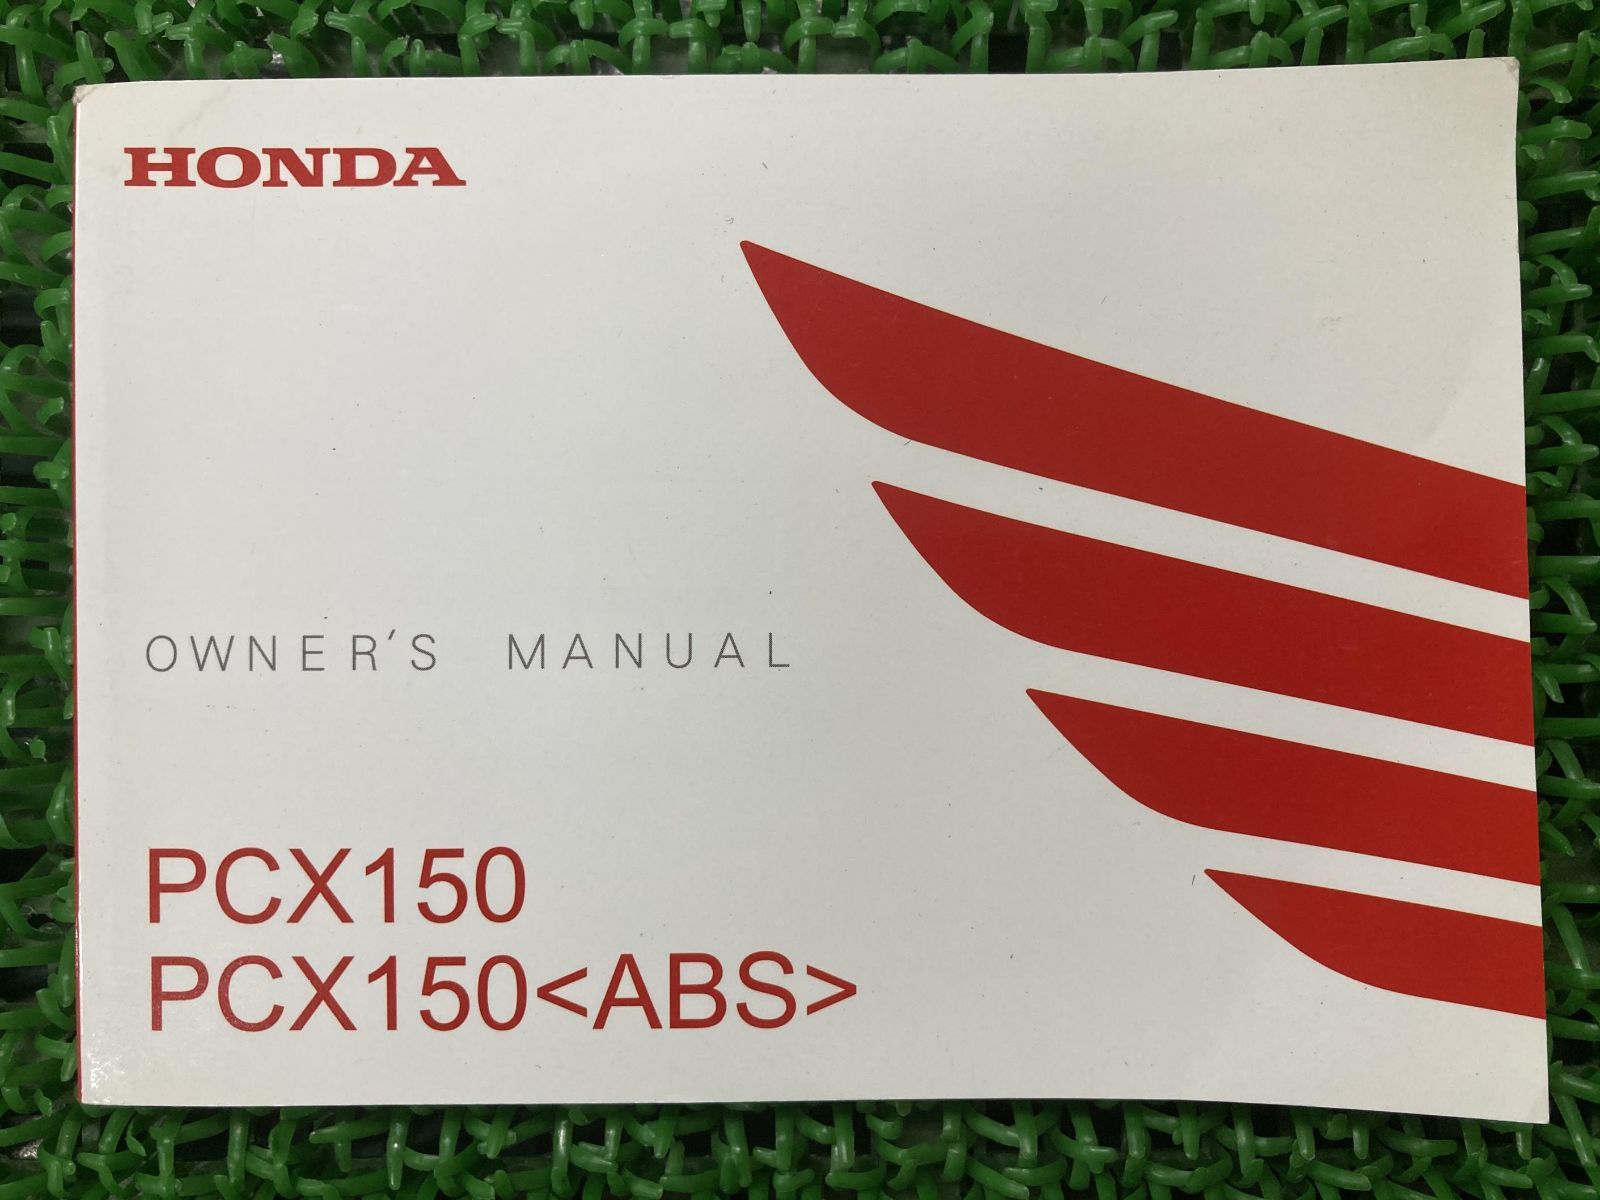 HONDA
OWNER'S MANUAL
PCX150
PCX150<ABS>